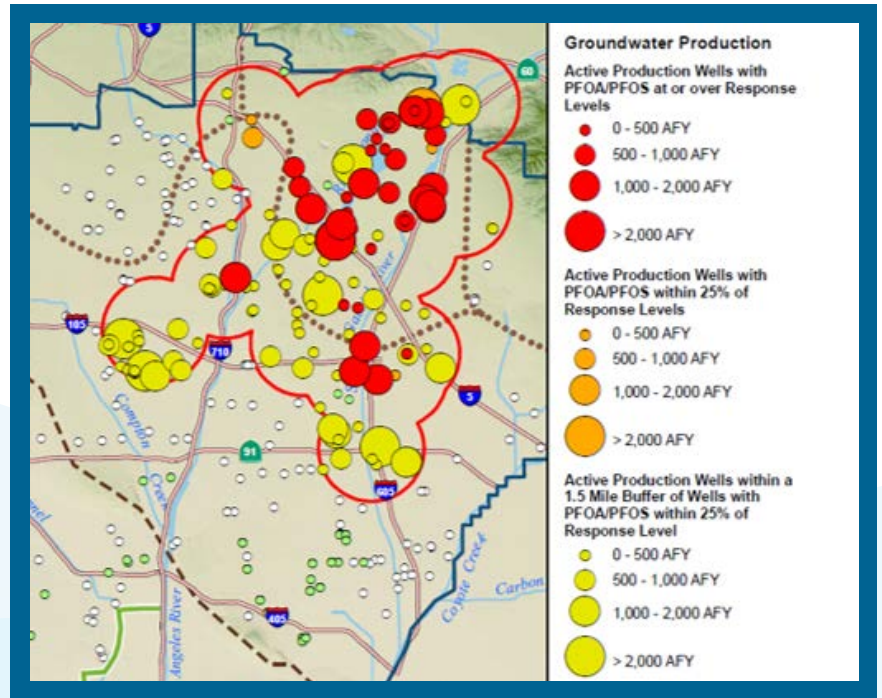 5
60
105
710
5
91
605
405
River
Compton
Creek
Angeles River
Coyote Creek
Carbon
Groundwater Production
Active Production Wells with
PFOA/PFOS at or over Response
Levels
0 - 500 AFY
500 - 1,000 AFY
1,000 - 2,000 AFY
> 2,000 AFY
Active Production Wells with
PFOA/PFOS within 25% of
Response Levels
0 - 500 AFY
500 - 1,000 AFY
1,000 - 2,000 AFY
> 2,000 AFY
Active Production Wells within a
1.5 Mile Buffer of Wells with
PFOA/PFOS within 25% of
Response Level
0 - 500 AFY
500 - 1,000 AFY
1,000 - 2,000 AFY
> 2,000 AFY